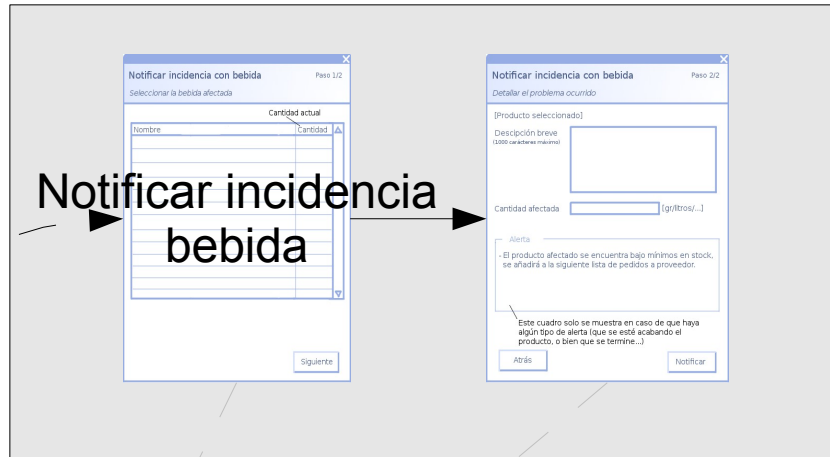 Notificar incidencia con bebida
Paso 1/2
Seleccionar la bebida afectada
Cantidad actual
Nombre
Cantidad
Siguiente
Notificar incidencia
bebida
Notificar incidencia con bebida
Paso 2/2
Detallar el problema ocurrido
[Producto seleccionado]
Descipción breve
(1000 carácteres máximo)
Cantidad afectada
[gr/litros/...]
Alerta
- El producto afectado se encuentra bajo mínimos en stock,
se añadirá a la siguiente lista de pedidos a proveedor.
Este cuadro solo se muestra en caso de que haya
algún tipo de alerta (que se esté acabando el
producto, o bien que se termine...)
Atrás
Notificar